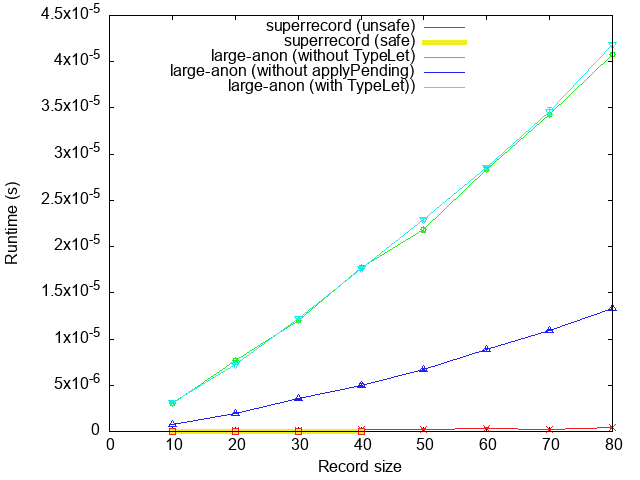 superrecord (unsafe)
superrecord (safe)
large-anon (without TypeLet)
large-anon (without applyPending)
large-anon (with TypeLet))
4.5x10-5
4x10-5
3.5x10-5
3x10-5
2.5x10-5
2x10-5
1.5x10-5
1x10-5
5x10-6
0
Runtime (s)
0 10 20 30 40 50 60 70 80
Record size